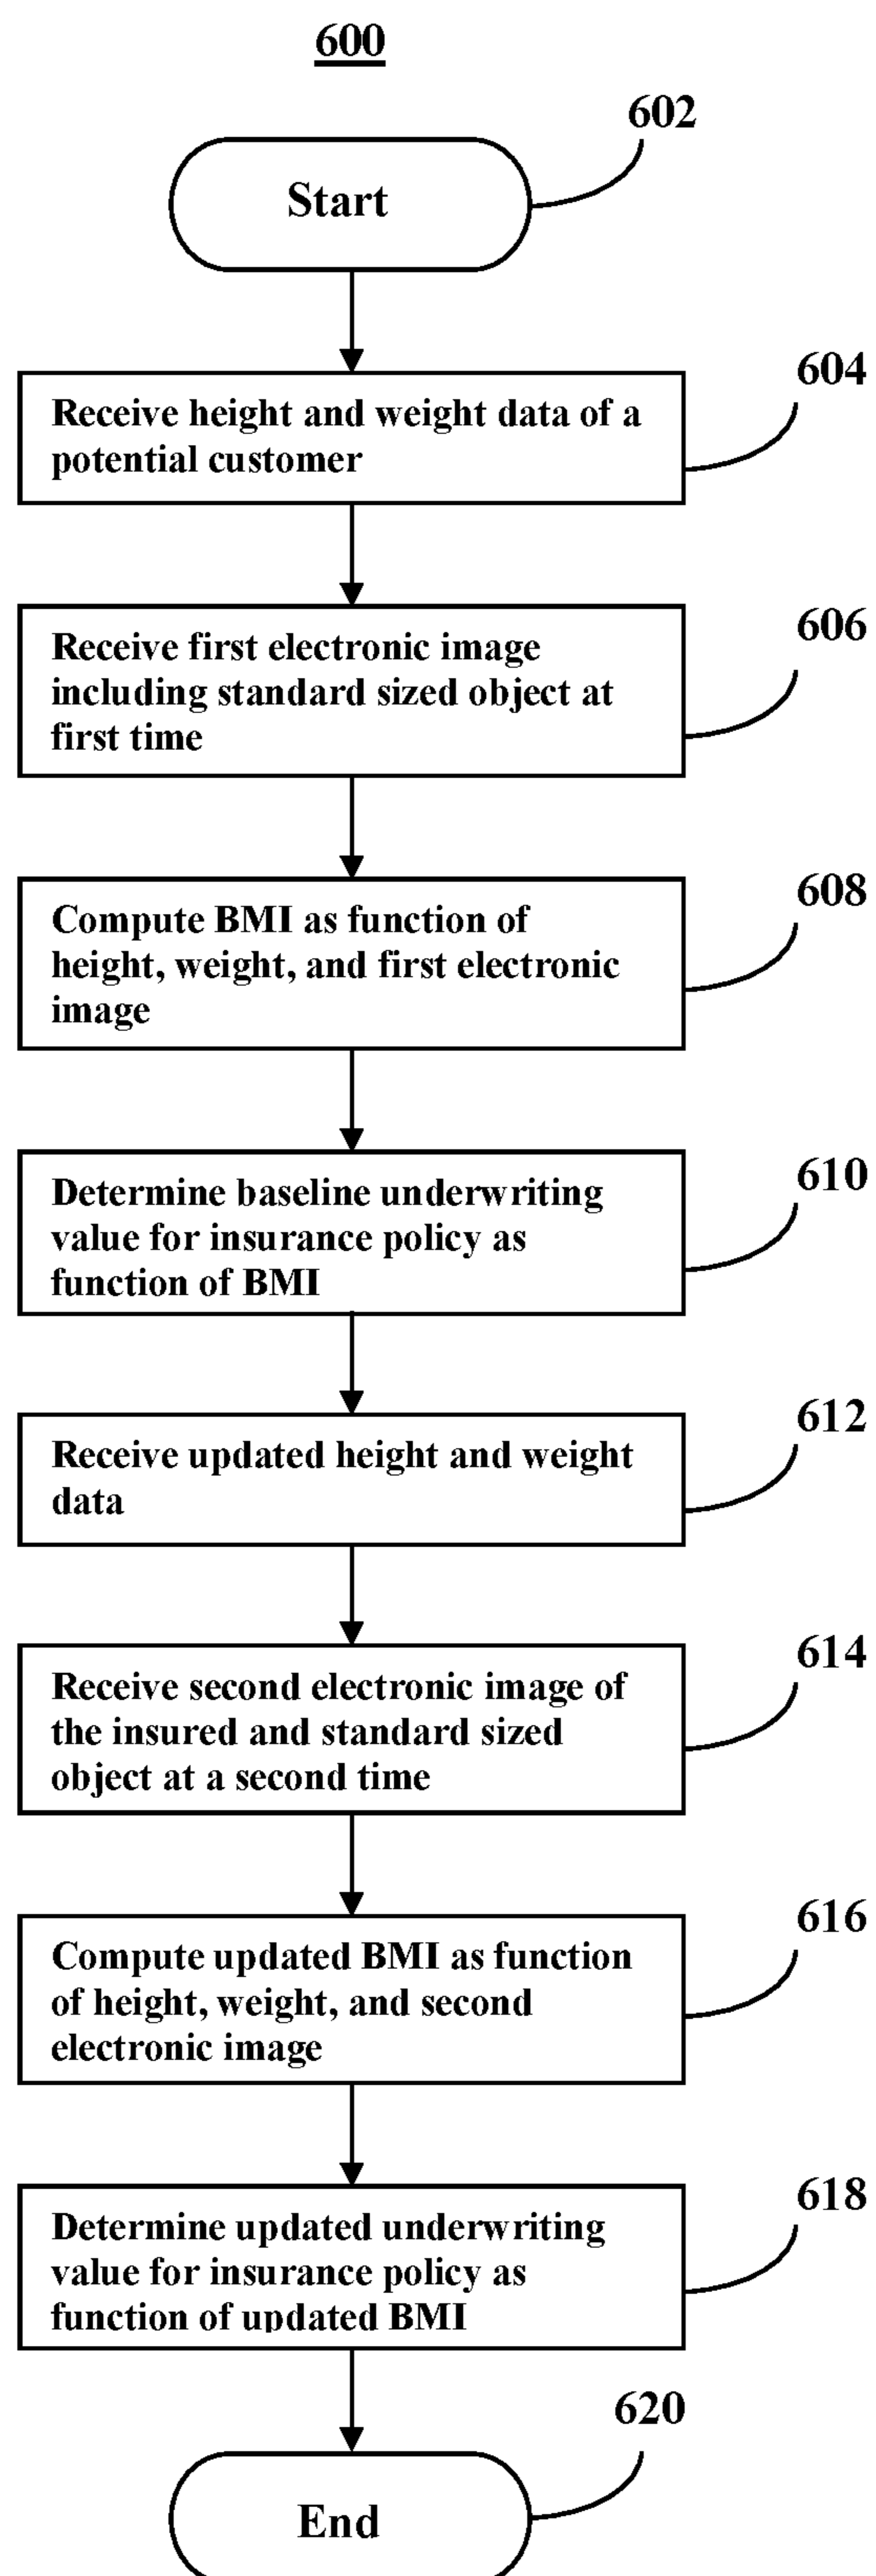 600
602
Start
604
Receive height and weight data of a
potential customer
606
Receive first electronic image
including standard sized object at
first time
608
Compute BMI as function of
height, weight, and first electronic
image
610
Determine baseline underwriting
value for insurance policy as
function of BMI
612
Receive updated height and weight
data
614
Receive second electronic image of
the insured and standard sized
object at a second time
616
Compute updated BMI as function
of height, weight, and second
electronic image
618
Determine updated underwriting
value for insurance policy as
function of updated BMI
620
End